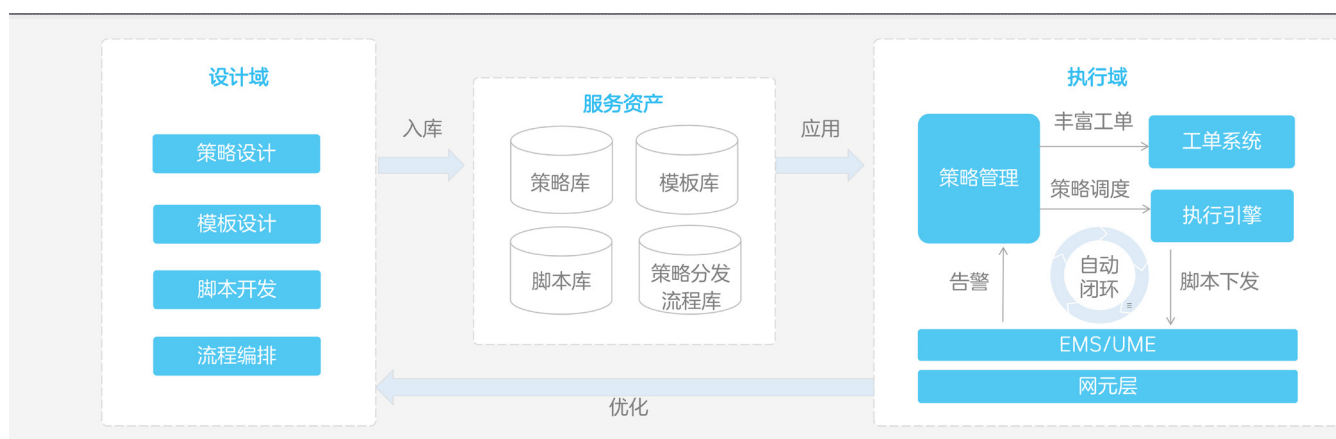 设计域
策略设计
模板设计
脚本开发
流程编排
入库
服务资产
策略库
模板库
脚本库
策略分发
流程库
应用
执行域
策略管理
丰富工单
工单系统
策略调度
执行引擎
告警
自动
闭环
脚本下发
EMS/UME
网元层
优化